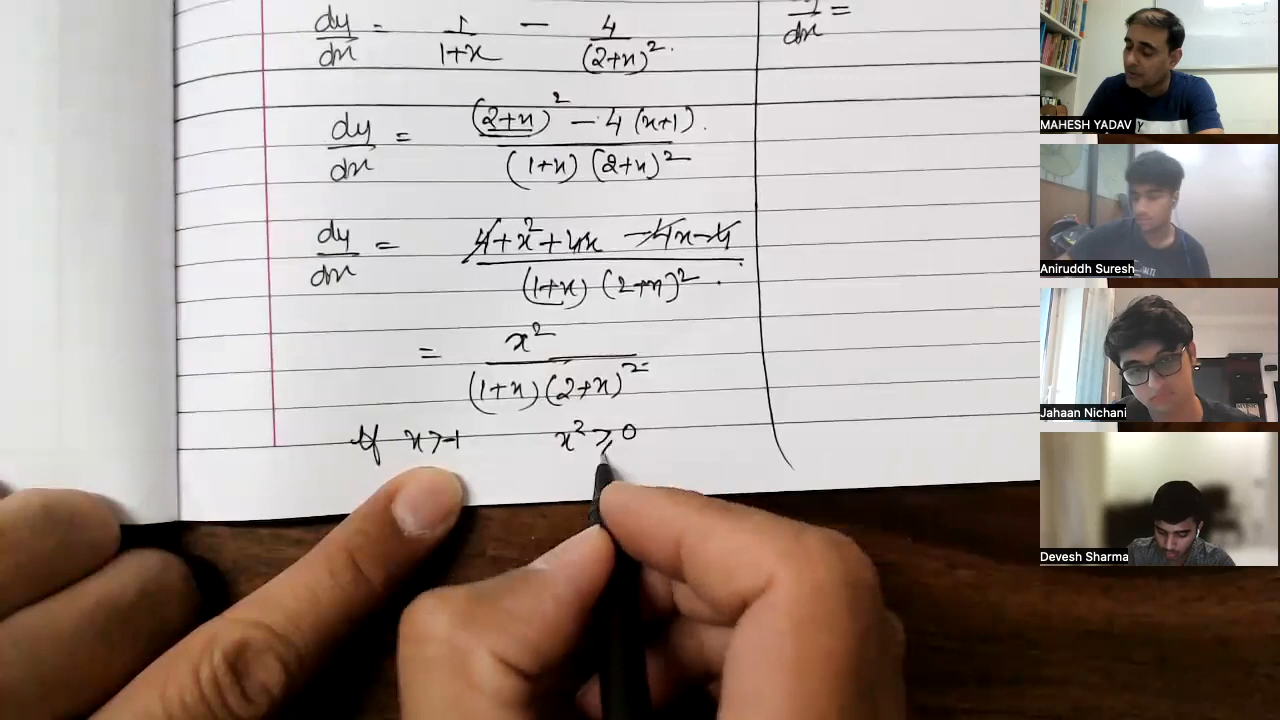 dy/dx = 1/(1+x) - 4/(2+x)².
dy/dx = ((2+x)² - 4(x+1).)/((1+x)(2+x)²)
dy/dx = (4+x²+4x -4x-4)/((1+x)(2+x)².)
= x²/((1+x)(2+x)²)
If x>-1 x² ≥ 0
dy/dx =
MAHESH YADAV
Aniruddh Suresh
Jahaan Nichani
Devesh Sharma